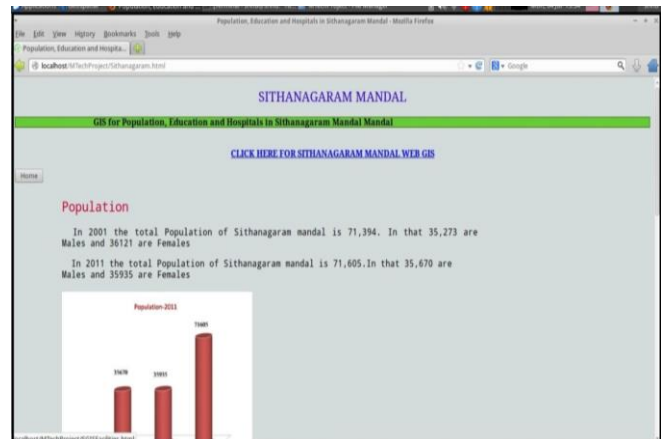 Population, Education and Hospitals in Sithanagaram Mandal - Mozilla Firefox
File Edit View History Bookmarks Tools Help
Population, Education and Hospita...
localhost/MTechProject/Sithanagaram.html
Google
SITHANAGARAM MANDAL
GIS for Population, Education and Hospitals in Sithanagaram Mandal Mandal
CLICK HERE FOR SITHANAGARAM MANDAL WEB GIS
Home
Population
In 2001 the total Population of Sithanagaram mandal is 71,394. In that 35,273 are
Males and 36121 are Females
In 2011 the total Population of Sithanagaram mandal is 71,605.In that 35,670 are
Males and 35935 are Females
Population-2011
71605
35670 35935